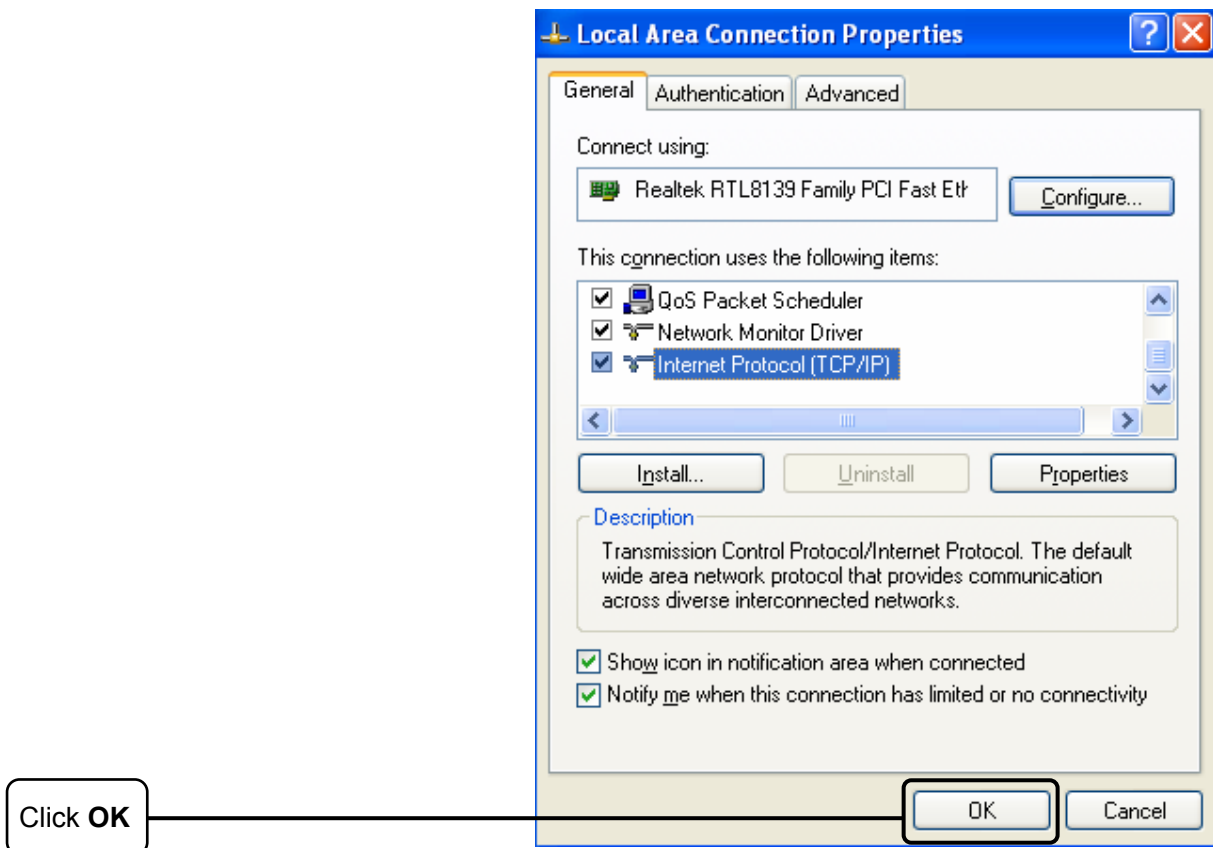 Local Area Connection Properties
General
Authentication
Advanced
Connect using:
Realtek RTL8139 Family PCI Fast Eth
Configure...
This connection uses the following items:
QoS Packet Scheduler
Network Monitor Driver
Internet Protocol (TCP/IP)
Install...
Uninstall
Properties
Description
Transmission Control Protocol/Internet Protocol. The default
wide area network protocol that provides communication
across diverse interconnected networks.
Show icon in notification area when connected
Notify me when this connection has limited or no connectivity
Click OK
OK
Cancel